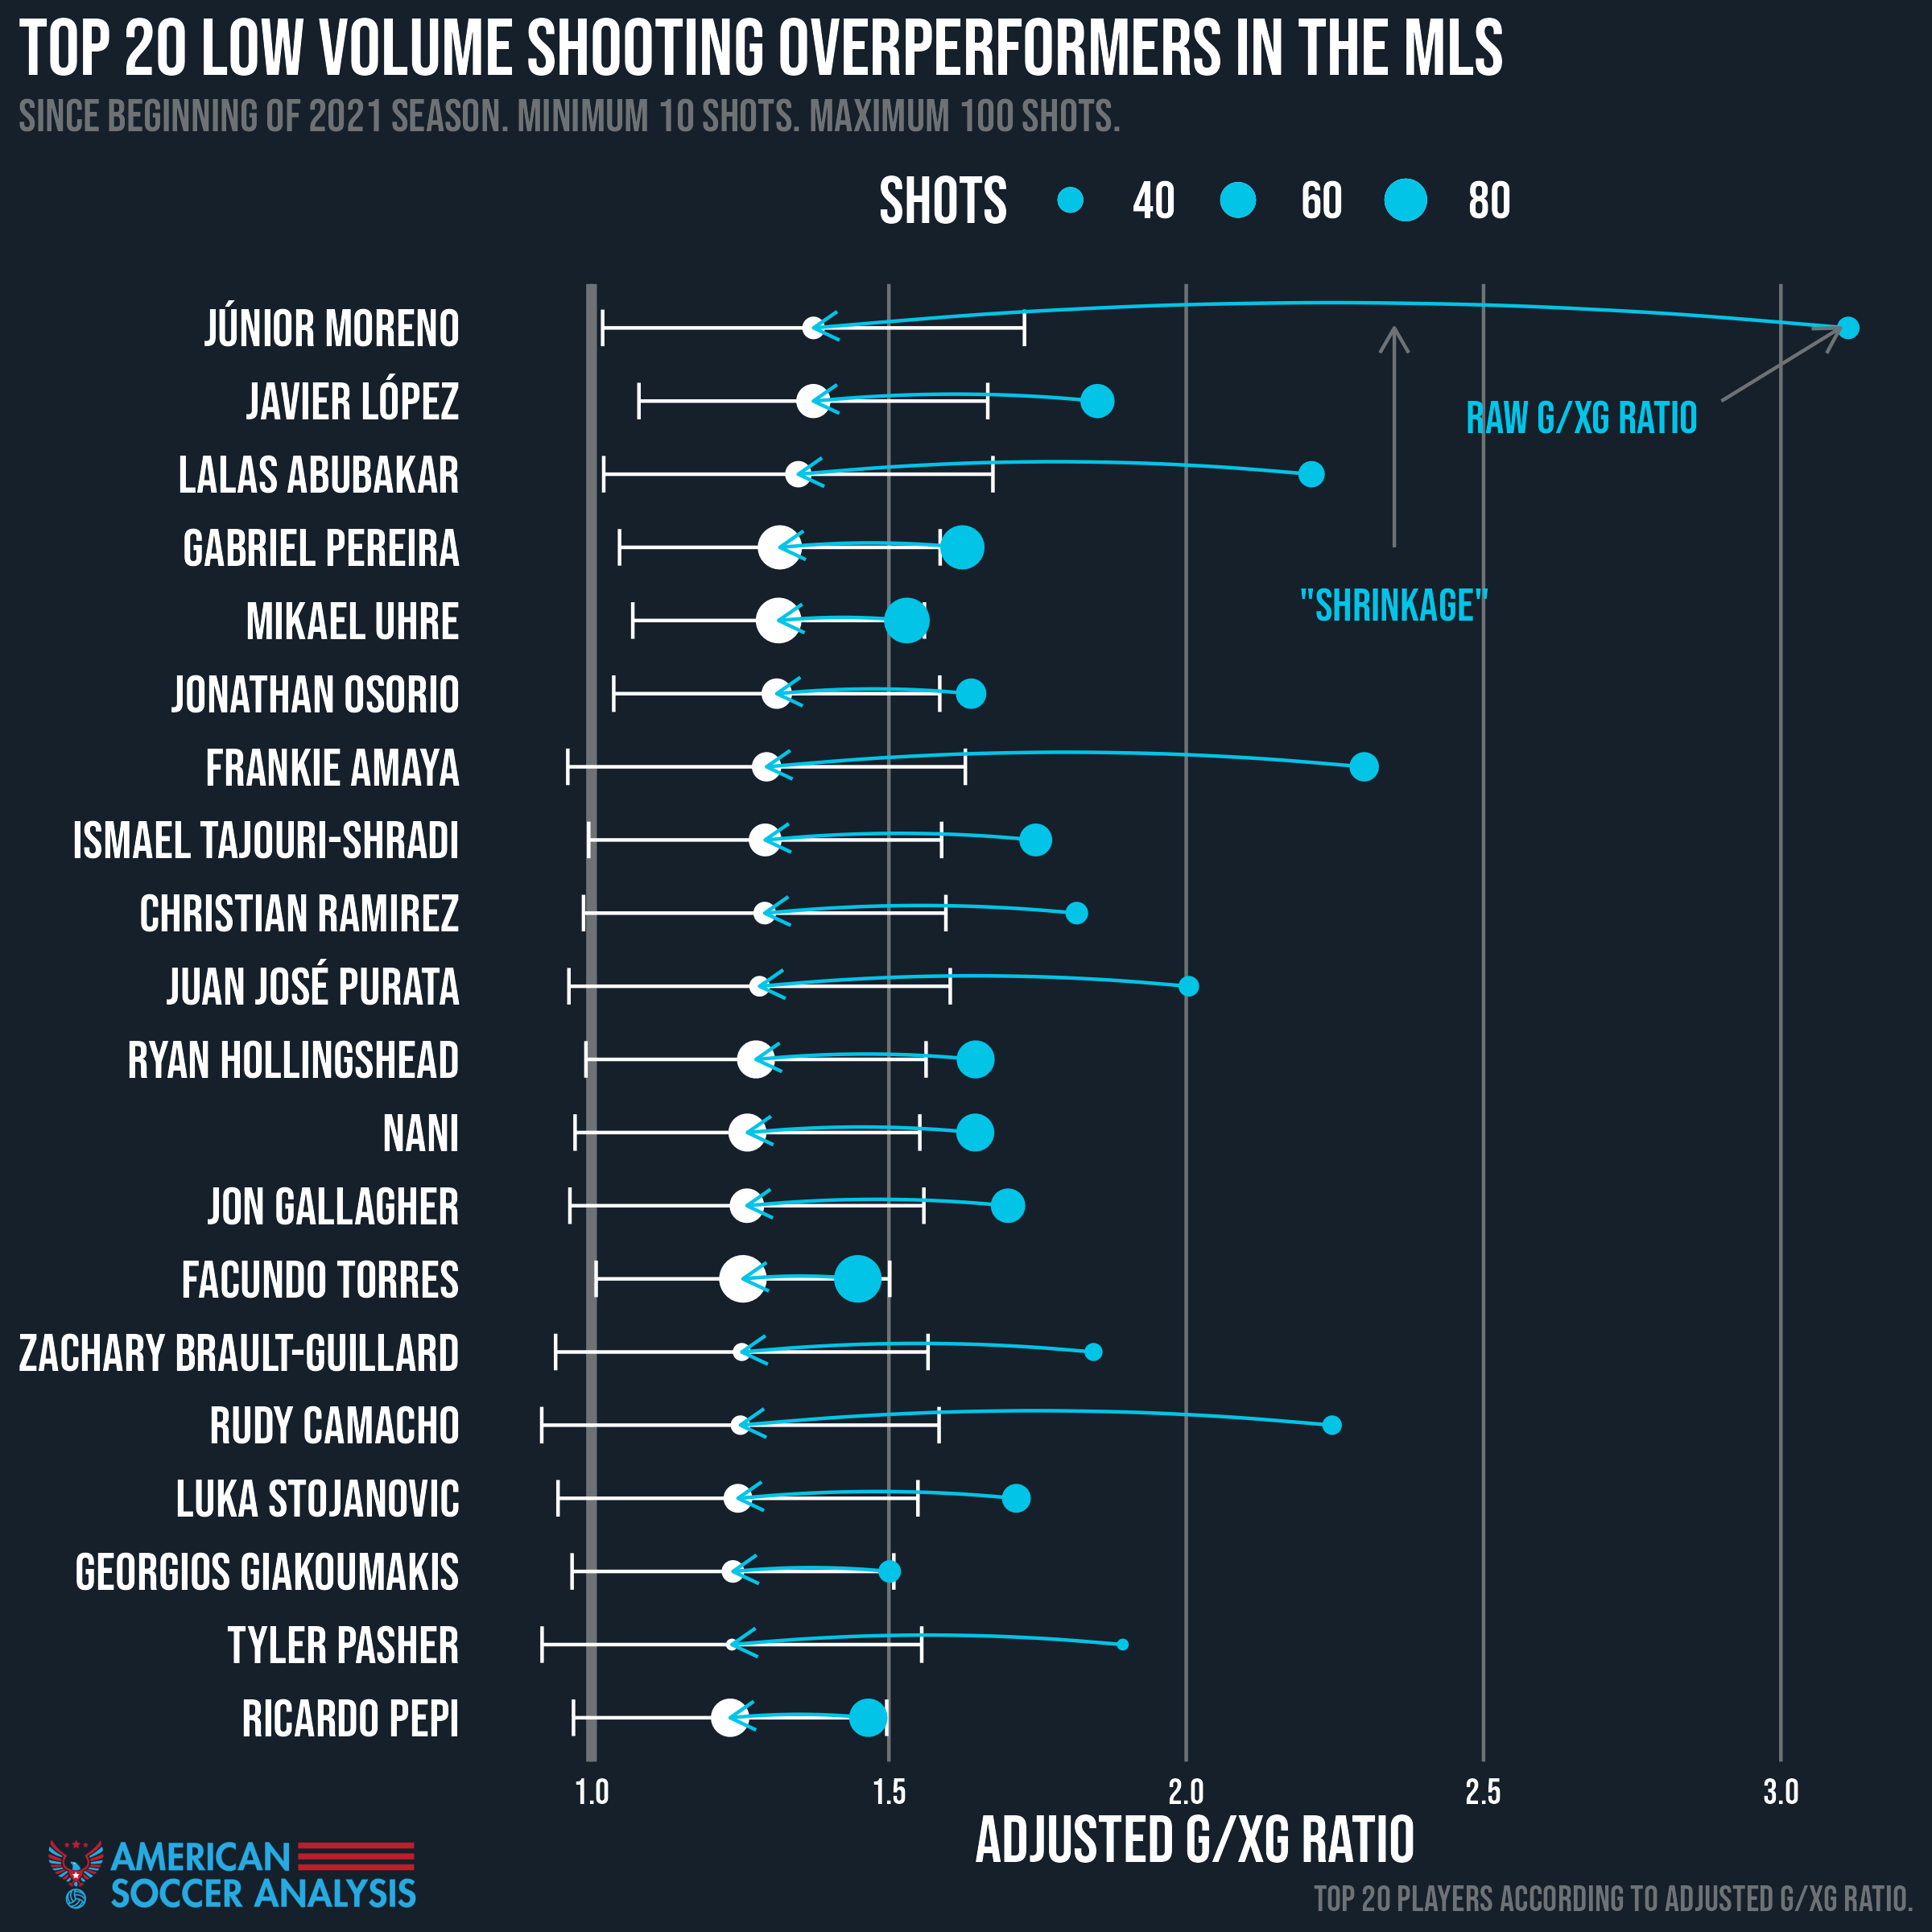 TOP 20 LOW VOLUME SHOOTING OVERPERFORMERS IN THE MLS
SINCE BEGINNING OF 2021 SEASON. MINIMUM 10 SHOTS. MAXIMUM 100 SHOTS.
SHOTS 40 60 80
JÚNIOR MORENO
JAVIER LÓPEZ
RAW G/XG RATIO
LALAS ABUBAKAR
GABRIEL PEREIRA
"SHRINKAGE"
MIKAEL UHRE
JONATHAN OSORIO
FRANKIE AMAYA
ISMAEL TAJOURI-SHRADI
CHRISTIAN RAMIREZ
JUAN JOSÉ PURATA
RYAN HOLLINGSHEAD
NANI
JON GALLAGHER
FACUNDO TORRES
ZACHARY BRAULT-GUILLARD
RUDY CAMACHO
LUKA STOJANOVIC
GEORGIOS GIAKOUMAKIS
TYLER PASHER
RICARDO PEPI
1.0 1.5 2.0 2.5 3.0
ADJUSTED G/XG RATIO
AMERICAN
SOCCER ANALYSIS
TOP 20 PLAYERS ACCORDING TO ADJUSTED G/XG RATIO.